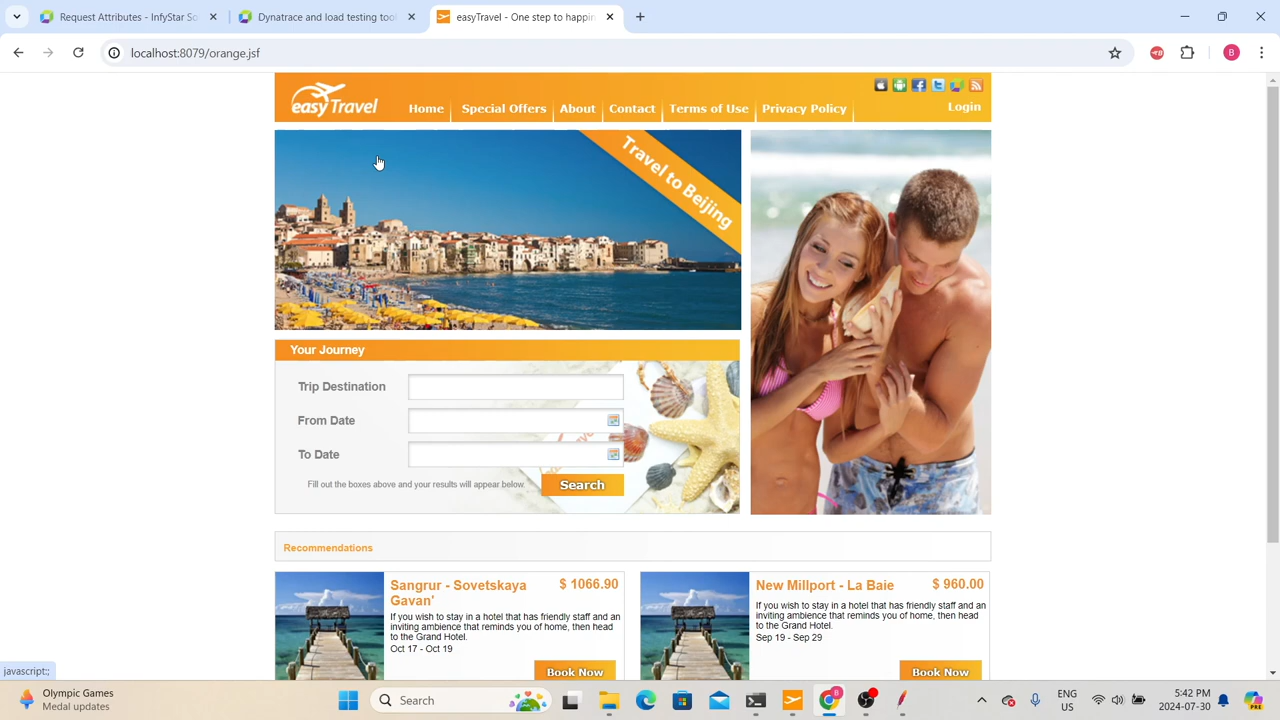 Request Attributes - InfyStar So
Dynatrace and load testing tool
easyTravel - One step to happin
localhost:8079/orange.jsf
B
easyTravel
Home
Special Offers
About
Contact
Terms of Use
Privacy Policy
Login
Travel to Beijing
Your Journey
Trip Destination
From Date
To Date
Fill out the boxes above and your results will appear below.
Search
Recommendations
Sangrur - Sovetskaya
Gavan'
$ 1066.90
If you wish to stay in a hotel that has friendly staff and an
inviting ambience that reminds you of home, then head
to the Grand Hotel.
Oct 17 - Oct 19
Book Now
New Millport - La Baie
$ 960.00
If you wish to stay in a hotel that has friendly staff and an
inviting ambience that reminds you of home, then head
to the Grand Hotel.
Sep 19 - Sep 29
Book Now
javascript:;
Olympic Games
Medal updates
Search
ENG
US
5:42 PM
2024-07-30